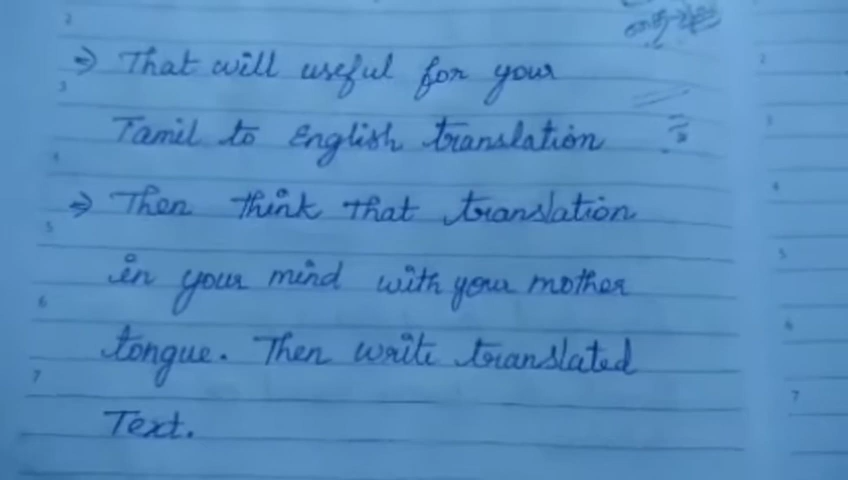 ⇒ That will useful for your
Tamil to English translation
⇒ Then think that translation
in your mind with your mother
tongue. Then write translated
Text.